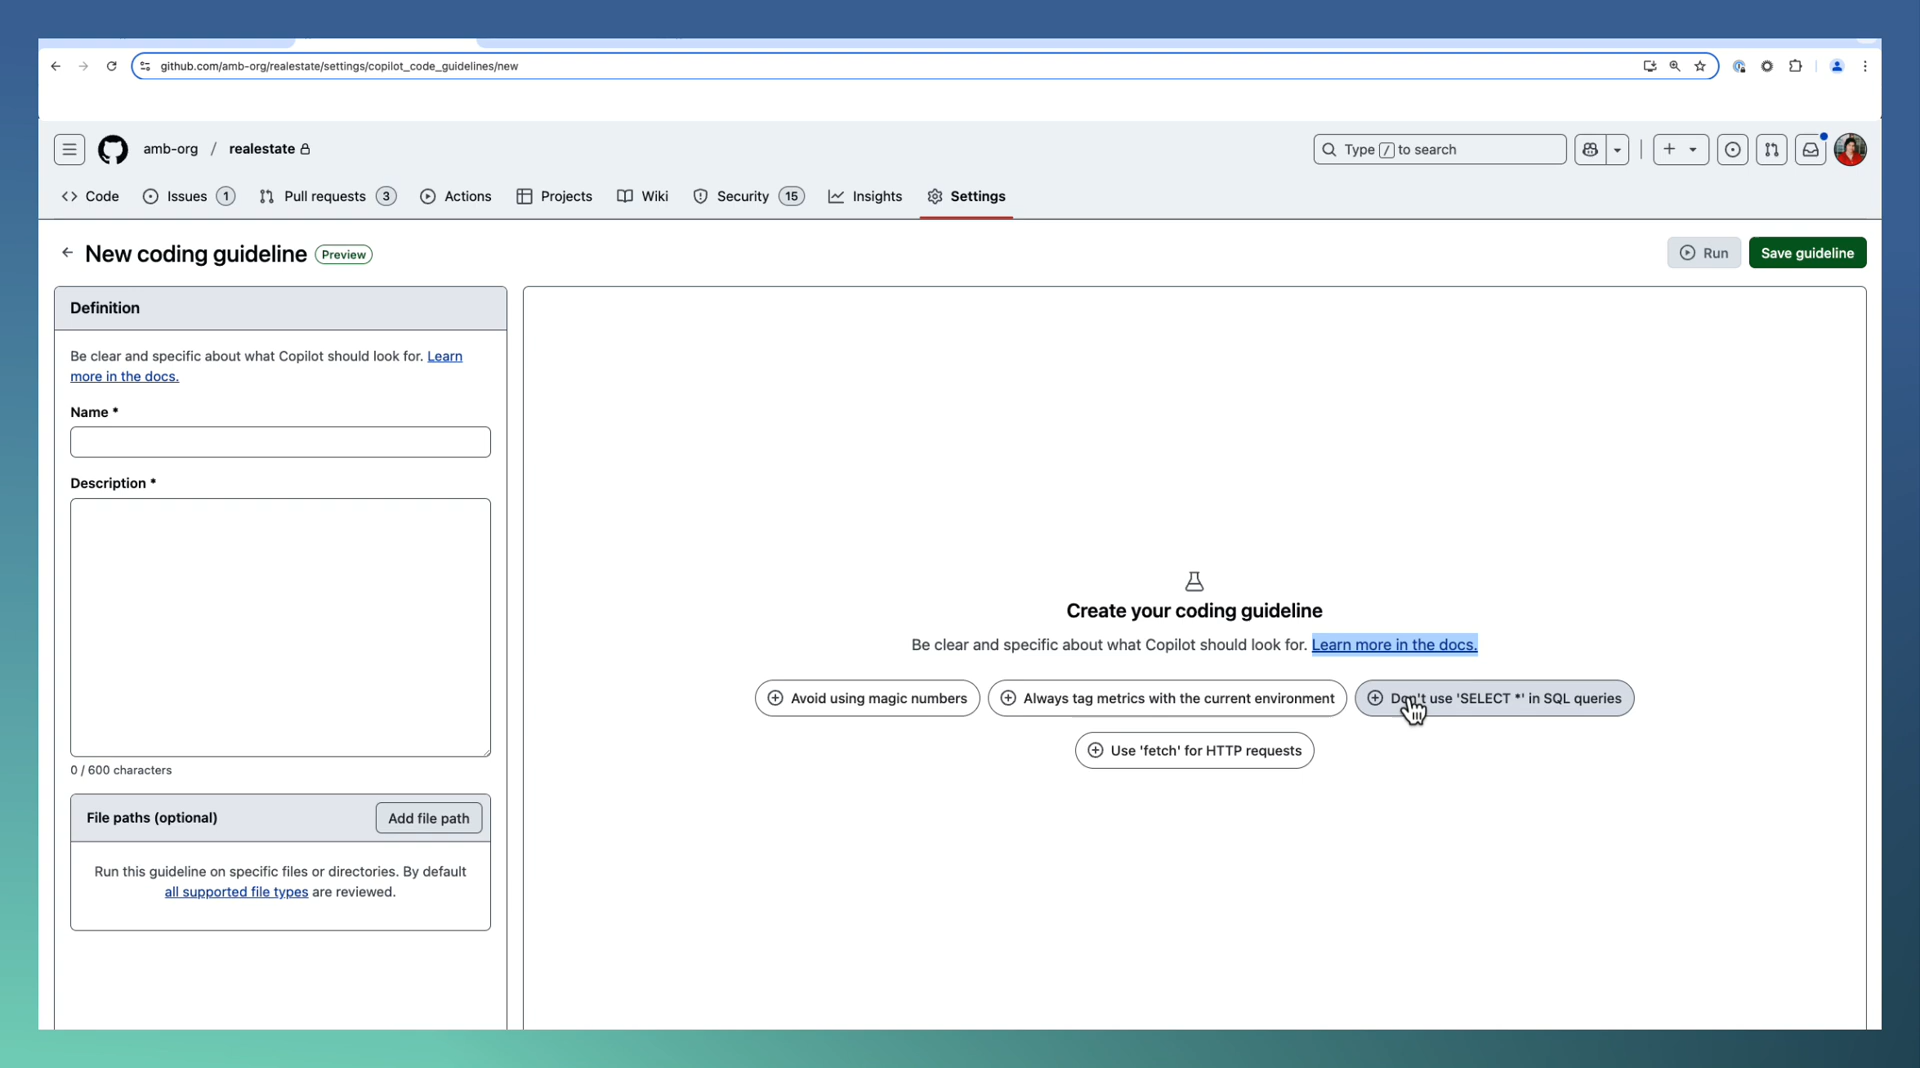 github.com/amb-org/realestate/settings/copilot_code_guidelines/new
amb-org / realestate
Type / to search
Code Issues 1 Pull requests 3 Actions Projects Wiki Security 15 Insights Settings
New coding guideline Preview
Run Save guideline
Definition
Be clear and specific about what Copilot should look for. Learn
more in the docs.
Name *
Description *
0 / 600 characters
File paths (optional) Add file path
Run this guideline on specific files or directories. By default
all supported file types are reviewed.
Create your coding guideline
Be clear and specific about what Copilot should look for. Learn more in the docs.
Avoid using magic numbers Always tag metrics with the current environment Don't use 'SELECT *' in SQL queries
Use 'fetch' for HTTP requests